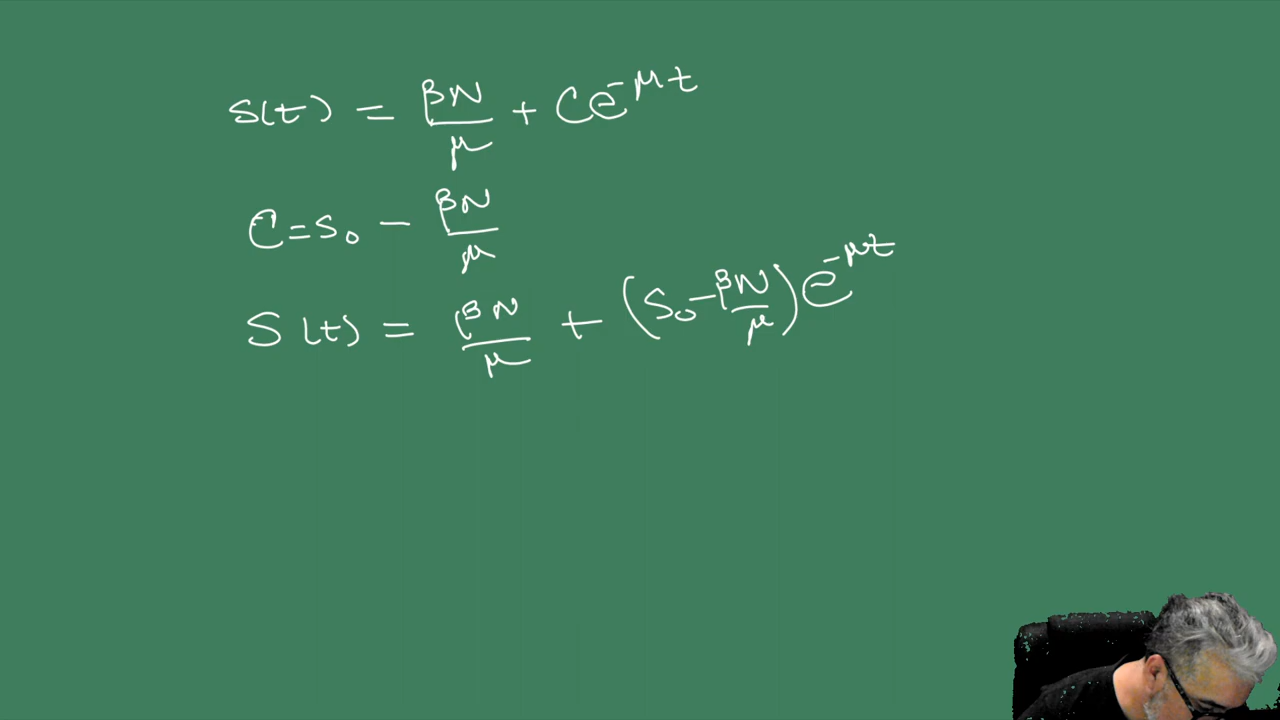 S(t) = βN/μ + Ce^-μt
C = S₀ - βN/μ
S(t) = βN/μ + (S₀ - βN/μ)e^-μt